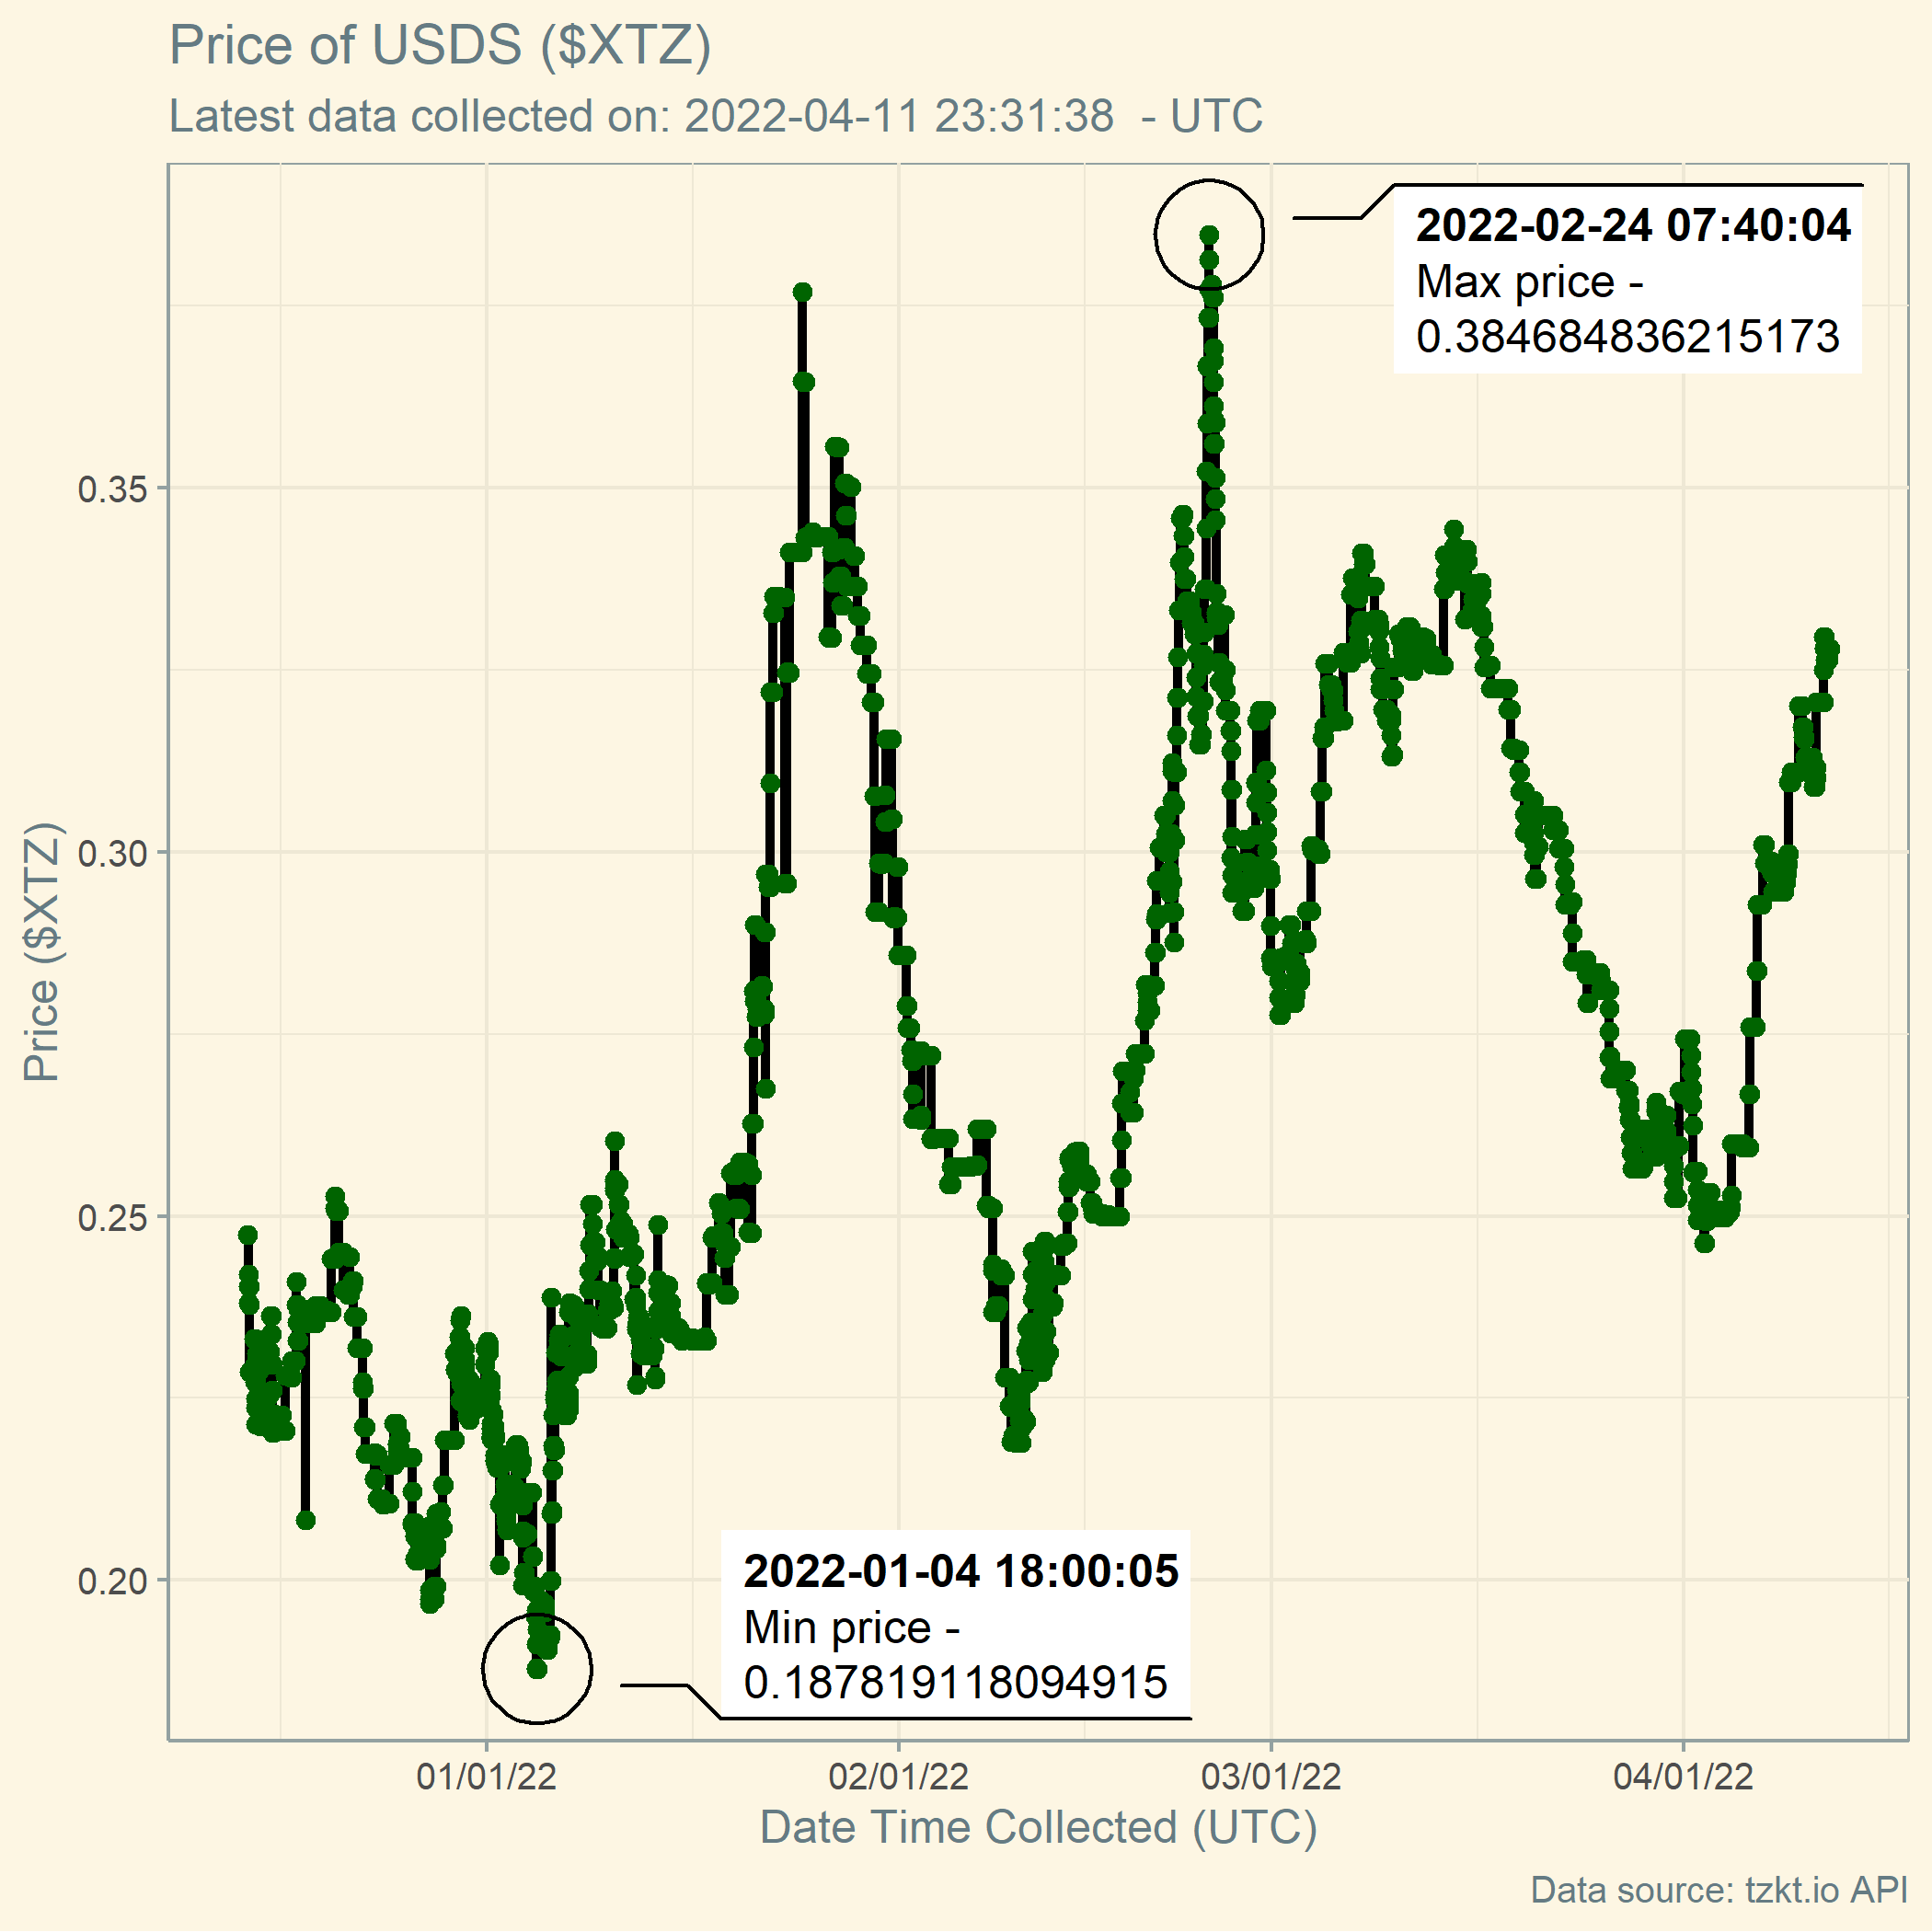 Price of USDS ($XTZ)
Latest data collected on: 2022-04-11 23:31:38  - UTC
2022-02-24 07:40:04
Max price -
0.384684836215173
0.35
0.30
Price ($XTZ)
0.25
0.20
2022-01-04 18:00:05
Min price -
0.187819118094915
01/01/22
02/01/22
03/01/22
04/01/22
Date Time Collected (UTC)
Data source: tzkt.io API